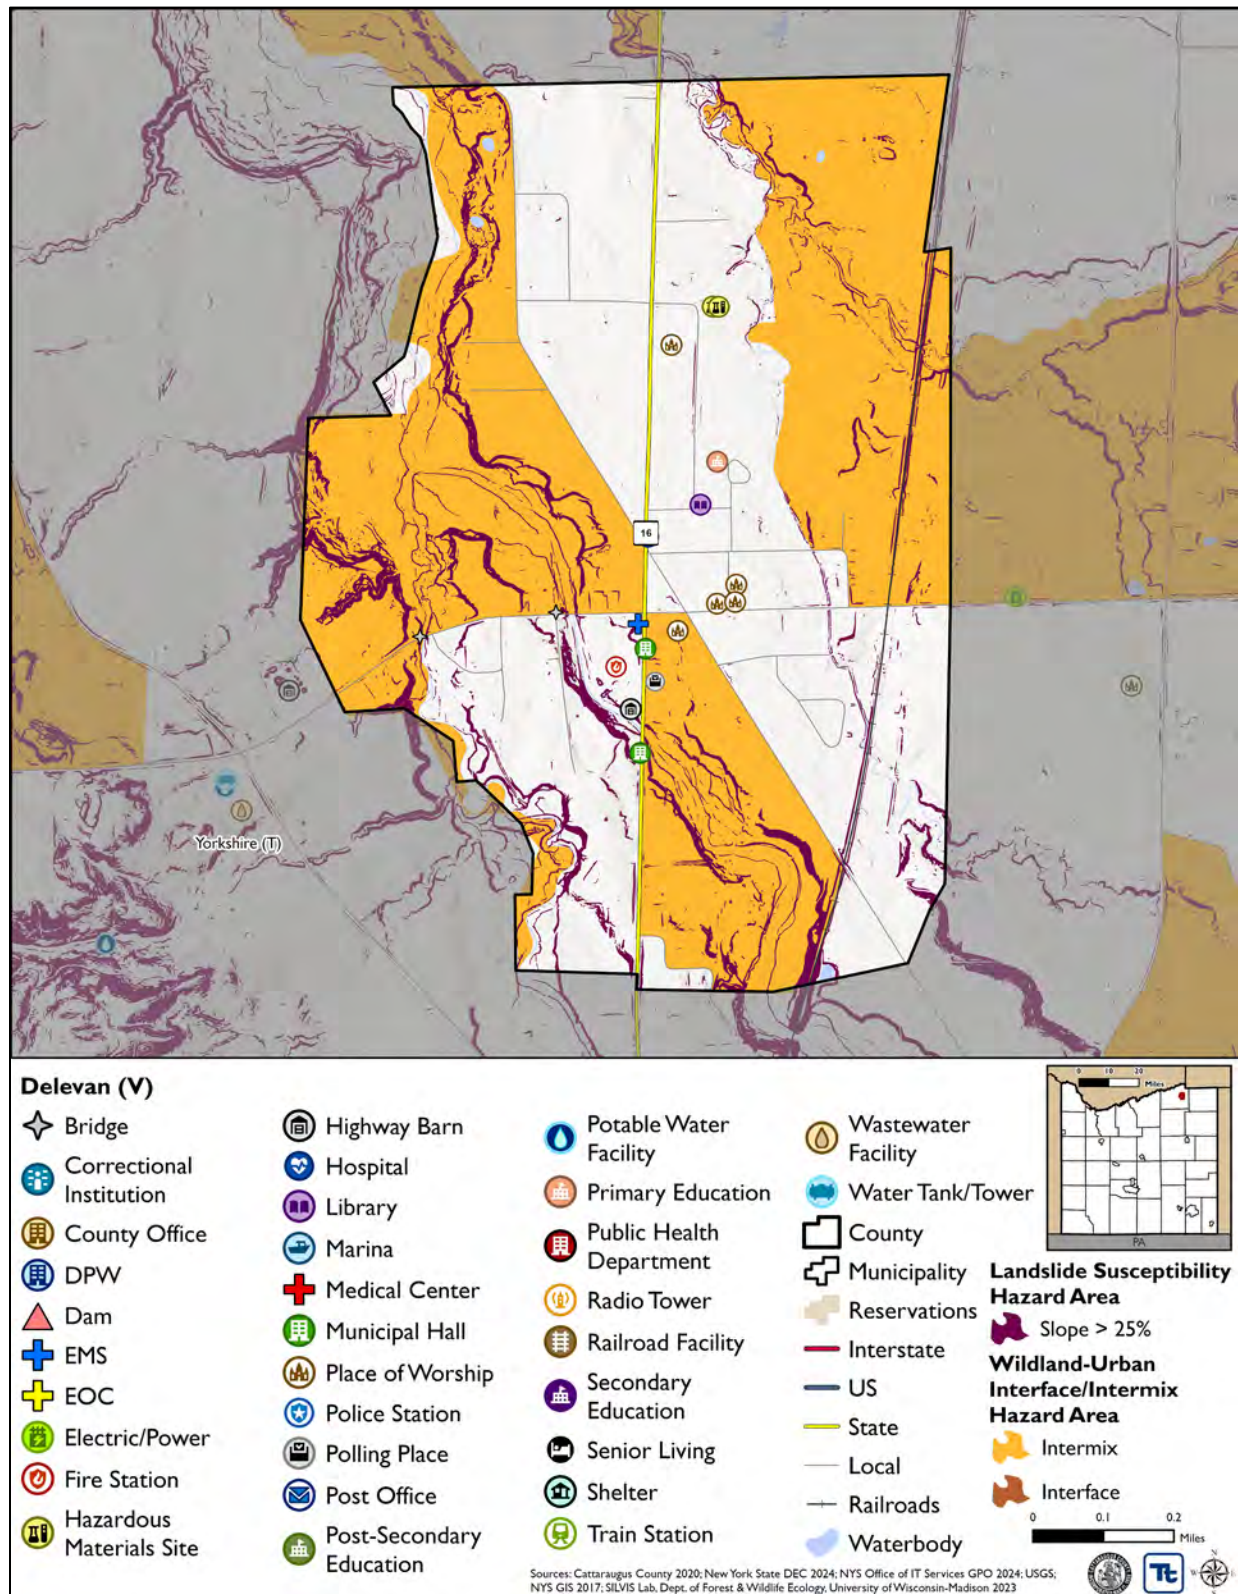 16
Yorkshire (T)
Delevan (V)
Bridge
Correctional
Institution
County Office
DPW
Dam
EMS
EOC
Electric/Power
Fire Station
Hazardous
Materials Site
Highway Barn
Hospital
Library
Marina
Medical Center
Municipal Hall
Place of Worship
Police Station
Polling Place
Post Office
Post-Secondary
Education
Potable Water
Facility
Primary Education
Public Health
Department
Radio Tower
Railroad Facility
Secondary
Education
Senior Living
Shelter
Train Station
Wastewater
Facility
Water Tank/Tower
County
Municipality
Reservations
Interstate
US
State
Local
Railroads
Waterbody
0 10 20
Miles
PA
Landslide Susceptibility
Hazard Area
Slope > 25%
Wildland-Urban
Interface/Intermix
Hazard Area
Intermix
Interface
0 0.1 0.2
Miles
Sources: Cattaraugus County 2020; New York State DEC 2024; NYS Office of IT Services GPO 2024; USGS;
NYS GIS 2017; SILVIS Lab, Dept. of Forest & Wildlife Ecology, University of Wisconsin-Madison 2023
Tt
N
W E
S